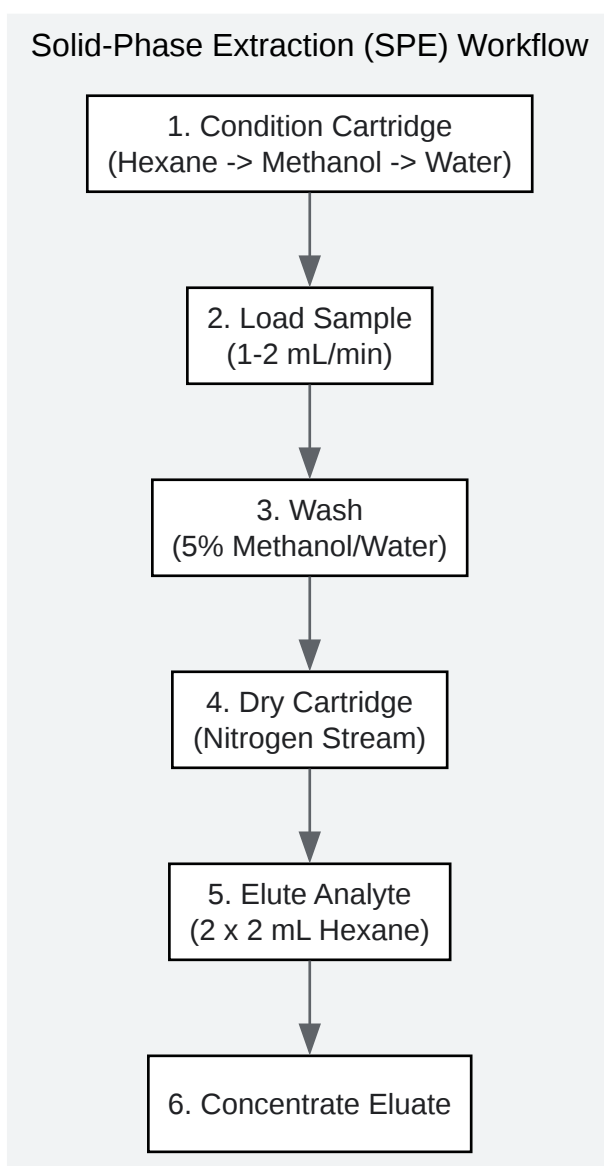 Solid-Phase Extraction (SPE) Workflow
1. Condition Cartridge
(Hexane -> Methanol -> Water)
2. Load Sample
(1-2 mL/min)
3. Wash
(5% Methanol/Water)
4. Dry Cartridge
(Nitrogen Stream)
5. Elute Analyte
(2 x 2 mL Hexane)
6. Concentrate Eluate